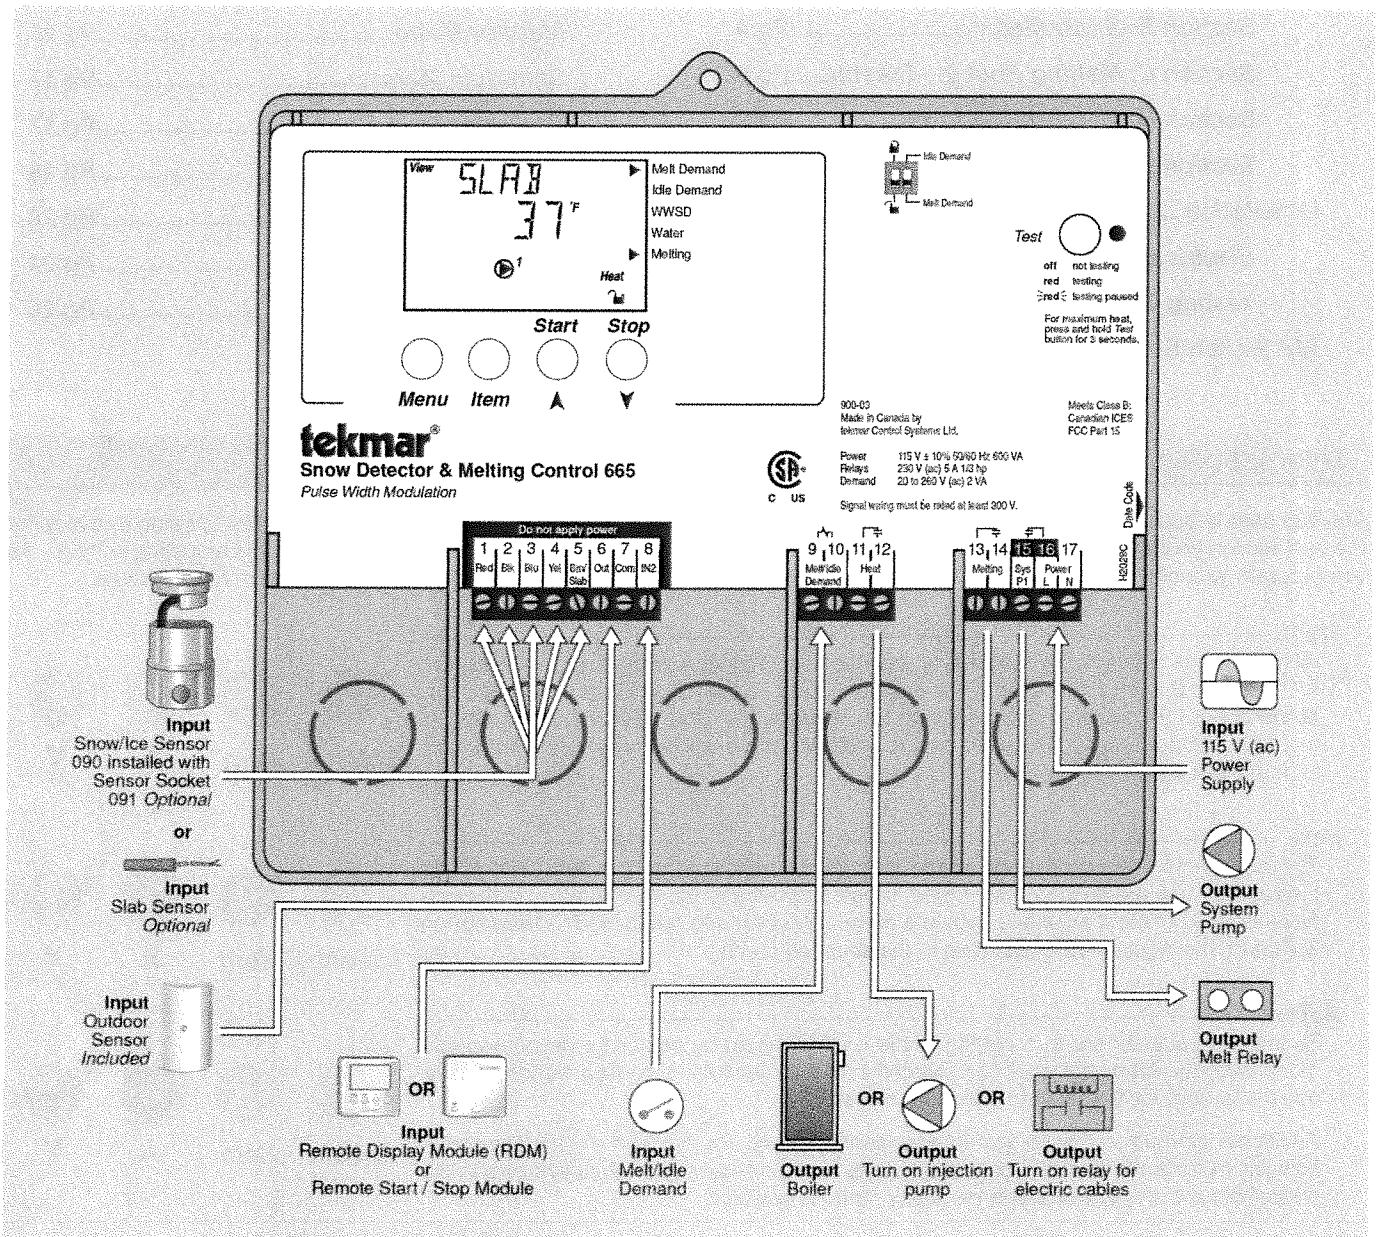 View
SLAB
37 °F
1
Heat
Melt Demand
Idle Demand
WWSD
Water
Melting
Start Stop
Menu Item
tekmar®
Snow Detector & Melting Control 665
Pulse Width Modulation
Idle Demand
Melt Demand
Test
off not testing
red testing
red testing paused
For maximum heat,
press and hold Test
button for 3 seconds.
900-03
Made in Canada by
tekmar Control Systems Ltd.
Meets Class B:
Canadian ICES
FCC Part 15
Power 115 V ± 10% 50/60 Hz 600 VA
Relays 230 V (ac) 5 A 1/3 hp
Demand 20 to 260 V (ac) 2 VA
Signal wiring must be rated at least 300 V.
CSA
C US
Date Code
H2029C
Do not apply power
1 2 3 4 5 6 7 8
Red Blk Blu Yel Brn/ Out Com IN2
Slab
9 10 11 12
Melt/Idle Heat
Demand
13 14 15 16 17
Melting Sys Power
P1 L N
Input
Snow/Ice Sensor
090 installed with
Sensor Socket
091 Optional
or
Input
Slab Sensor
Optional
Input
Outdoor
Sensor
Included
OR
Input
Remote Display Module (RDM)
or
Remote Start / Stop Module
Input
Melt/Idle
Demand
Output
Boiler
OR
Output
Turn on injection
pump
OR
Output
Turn on relay for
electric cables
Input
115 V (ac)
Power
Supply
Output
System
Pump
Output
Melt Relay